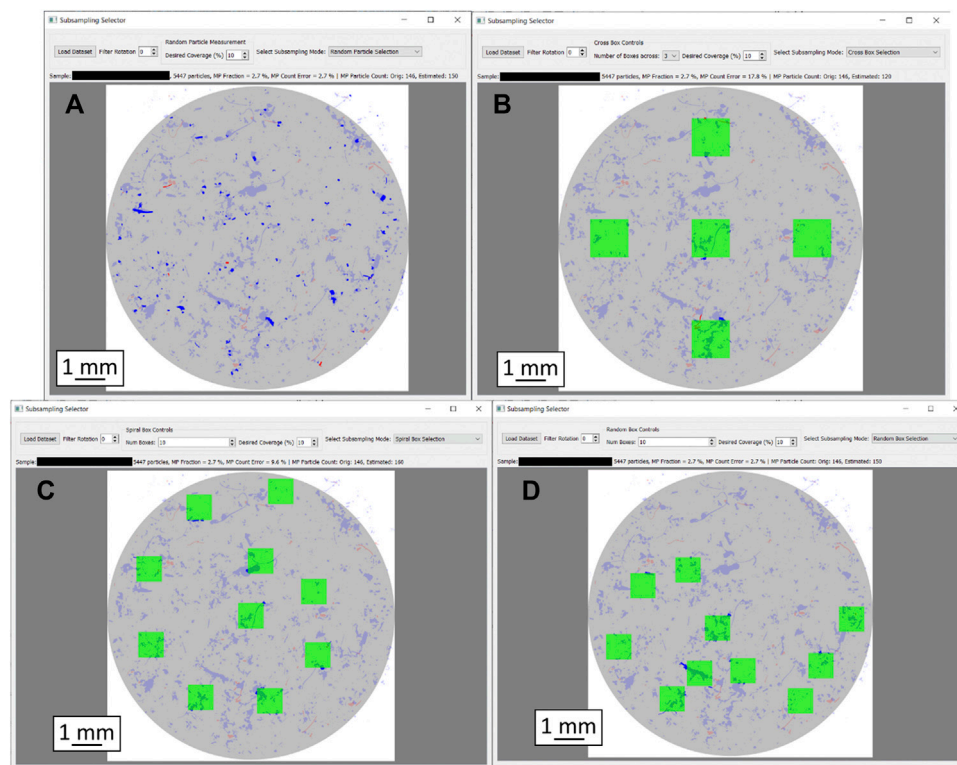 Subsampling Selector
Random Particle Measurement
Load Dataset Filter Rotation 0 Desired Coverage (%) 10 Select Subsampling Mode: Random Particle Selection
Sample: , 5447 particles, MP Fraction = 2.7 %, MP Count Error = 2.7 % | MP Particle Count: Orig: 146, Estimated: 150
A
1 mm
Subsampling Selector
Cross Box Controls
Load Dataset Filter Rotation 0 Number of Boxes across: 3 Desired Coverage (%) 10 Select Subsampling Mode: Cross Box Selection
Sample: 5447 particles, MP Fraction = 2.7 %, MP Count Error = 17.8 % | MP Particle Count: Orig: 146, Estimated: 120
B
1 mm
Subsampling Selector
Spiral Box Controls
Load Dataset Filter Rotation 0 Num Boxes: 10 Desired Coverage (%) 10 Select Subsampling Mode: Spiral Box Selection
Sample: 5447 particles, MP Fraction = 2.7 %, MP Count Error = 9.6 % | MP Particle Count: Orig: 146, Estimated: 160
C
1 mm
Subsampling Selector
Random Box Controls
Load Dataset Filter Rotation 0 Num Boxes: 10 Desired Coverage (%) 10 Select Subsampling Mode: Random Box Selection
Sample: 5447 particles, MP Fraction = 2.7 %, MP Count Error = 2.7 % | MP Particle Count: Orig: 146, Estimated: 150
D
1 mm